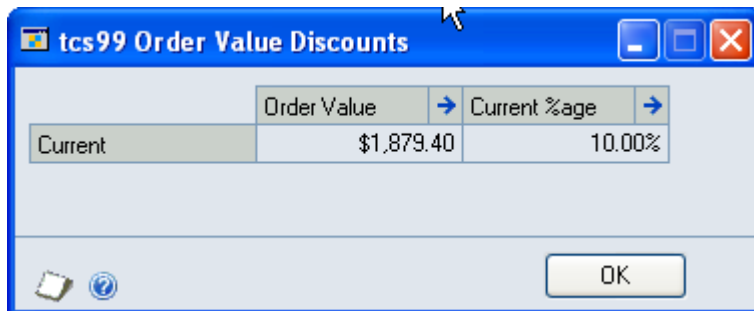 tcs99 Order Value Discounts
Order Value Current %age
Current $1,879.40 10.00%
OK